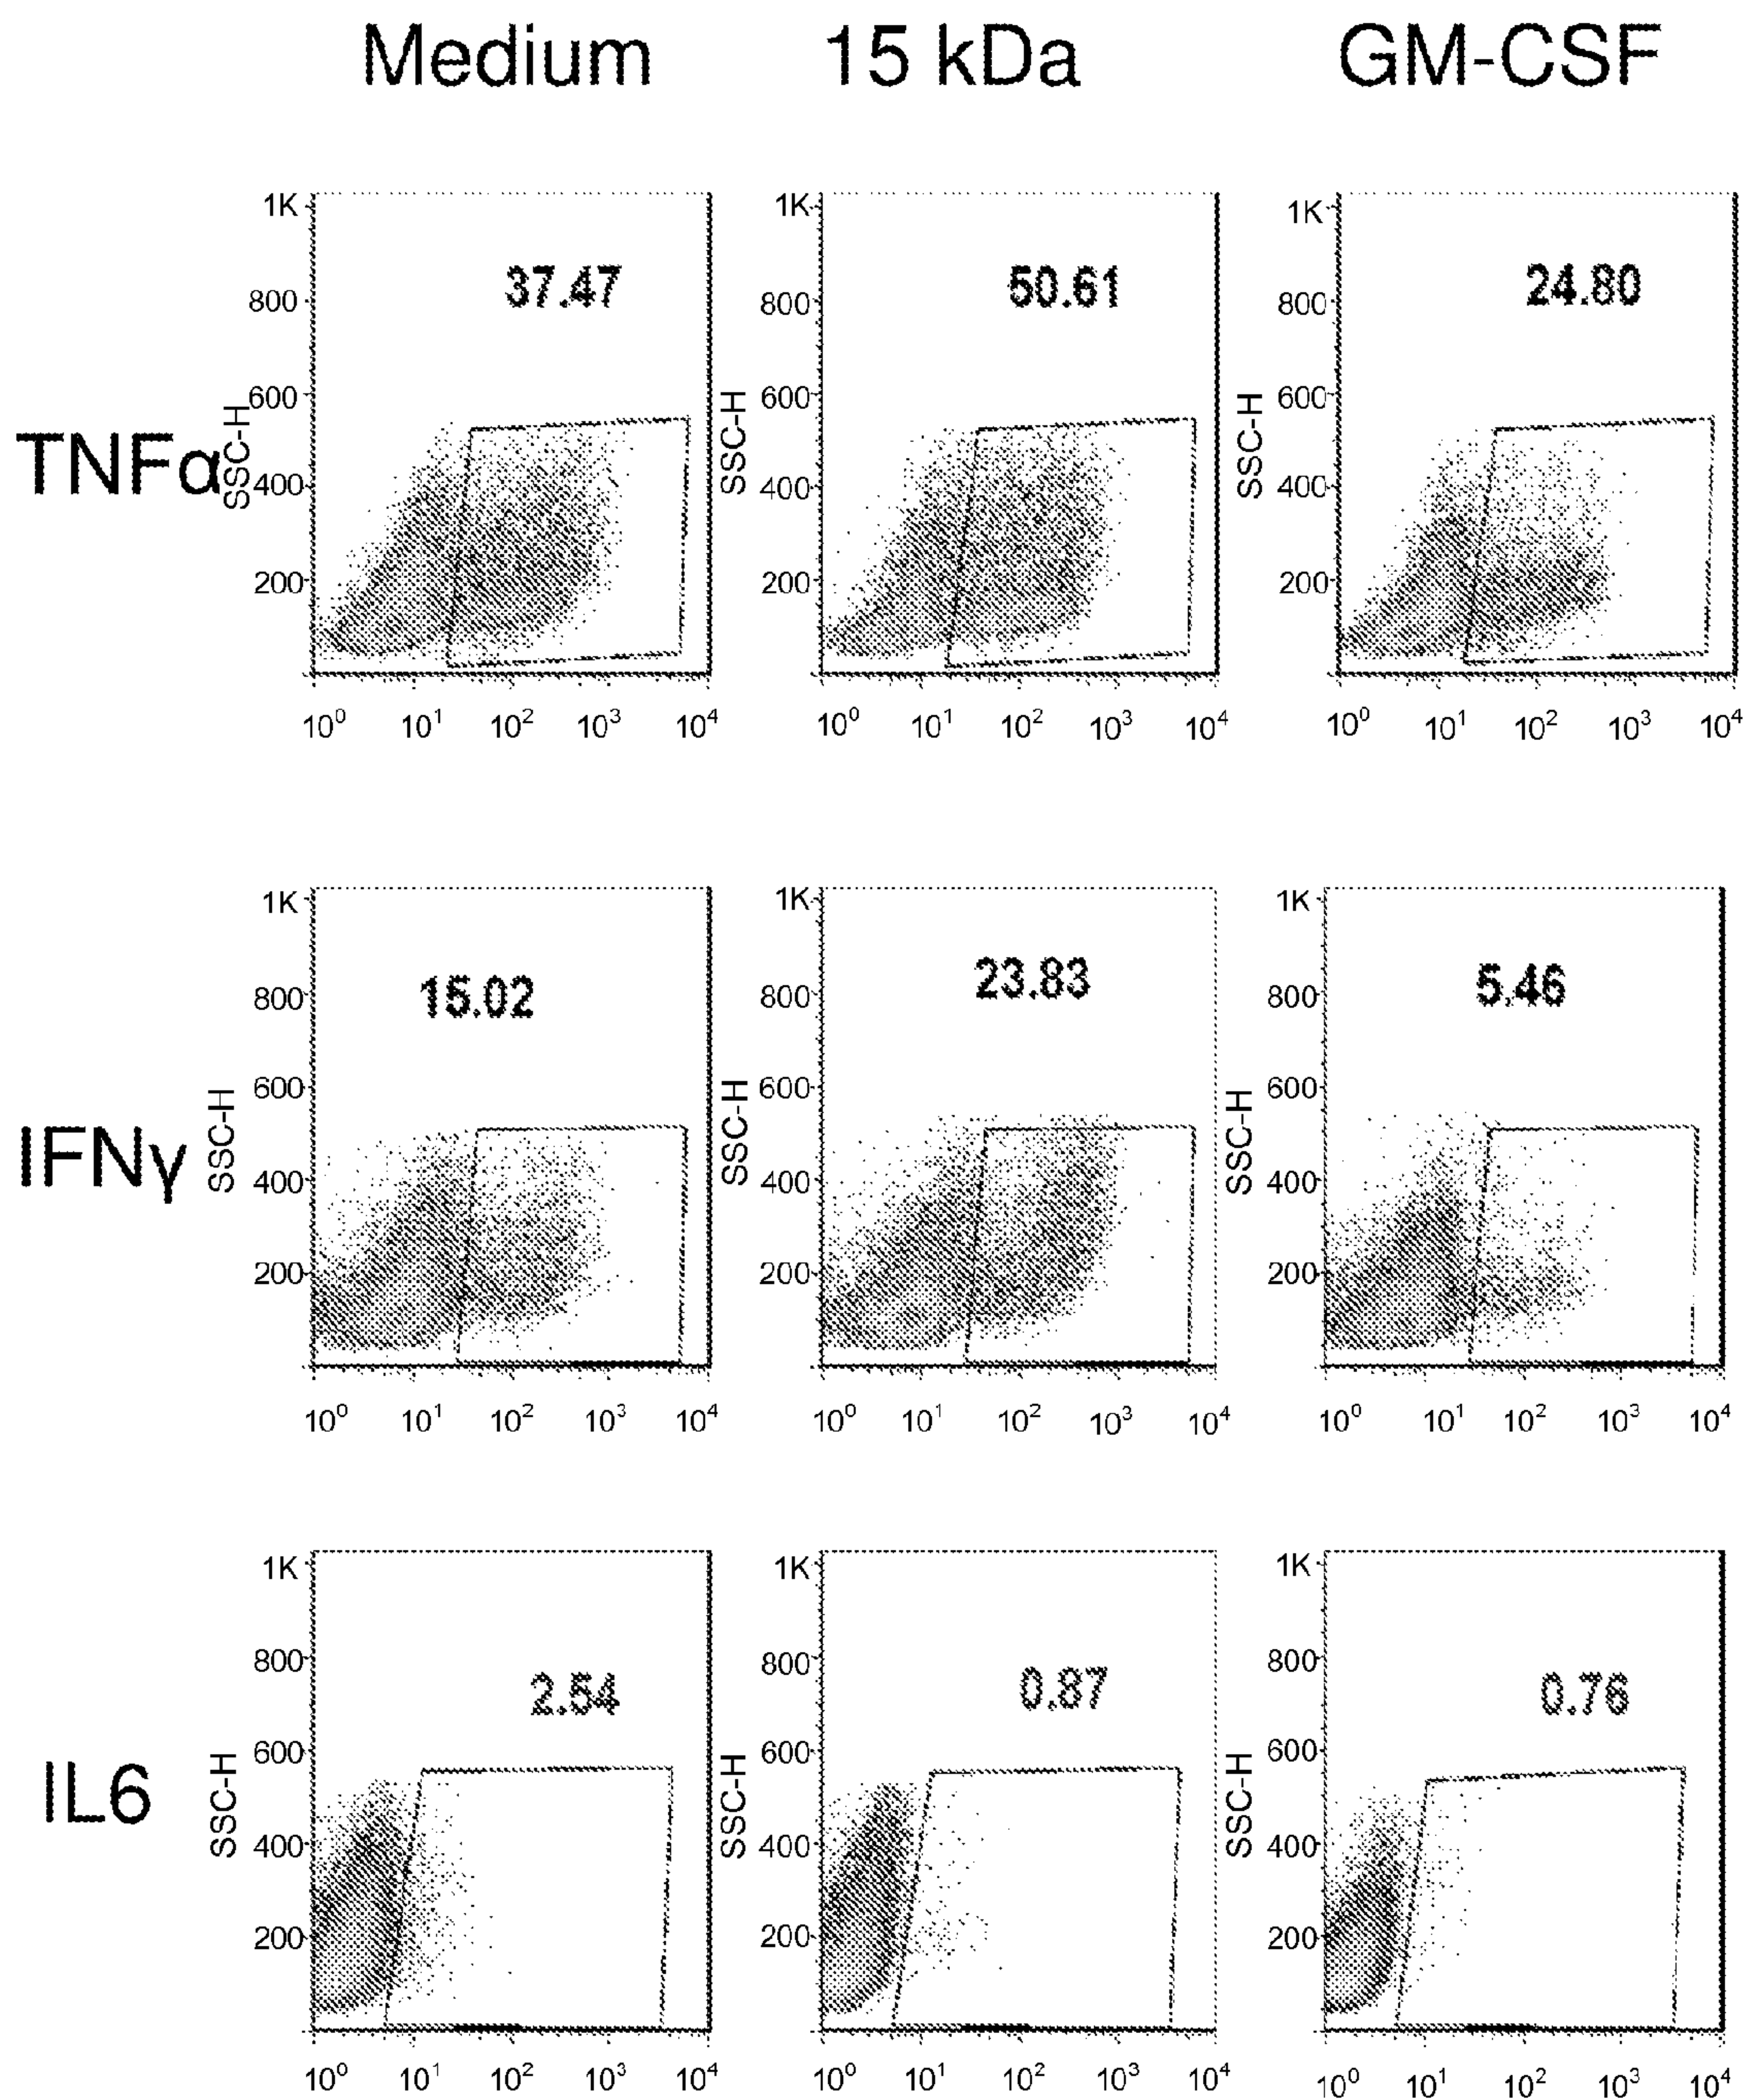 Medium 15 kDa GM-CSF
TNFα
SSC-H
1K
800
600
400
200
37.47
10⁰ 10¹ 10² 10³ 10⁴
SSC-H
1K
800
600
400
200
50.61
10⁰ 10¹ 10² 10³ 10⁴
SSC-H
1K
800
600
400
200
24.80
10⁰ 10¹ 10² 10³ 10⁴
IFNγ
SSC-H
1K
800
600
400
200
15.02
10⁰ 10¹ 10² 10³ 10⁴
SSC-H
1K
800
600
400
200
23.83
10⁰ 10¹ 10² 10³ 10⁴
SSC-H
1K
800
600
400
200
5.46
10⁰ 10¹ 10² 10³ 10⁴
IL6
SSC-H
1K
800
600
400
200
2.54
10⁰ 10¹ 10² 10³ 10⁴
SSC-H
1K
800
600
400
200
0.87
10⁰ 10¹ 10² 10³ 10⁴
SSC-H
1K
800
600
400
200
0.76
10⁰ 10¹ 10² 10³ 10⁴